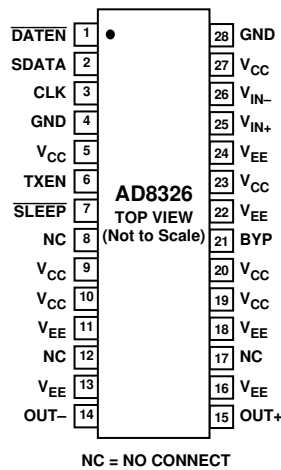 DATEN 1 28 GND
SDATA 2 27 VCC
CLK 3 26 VIN–
GND 4 25 VIN+
VCC 5 24 VEE
TXEN 6 23 VCC
SLEEP 7 22 VEE
NC 8 21 BYP
VCC 9 20 VCC
VCC 10 19 VCC
VEE 11 18 VEE
NC 12 17 NC
VEE 13 16 VEE
OUT– 14 15 OUT+
AD8326
TOP VIEW
(Not to Scale)
NC = NO CONNECT